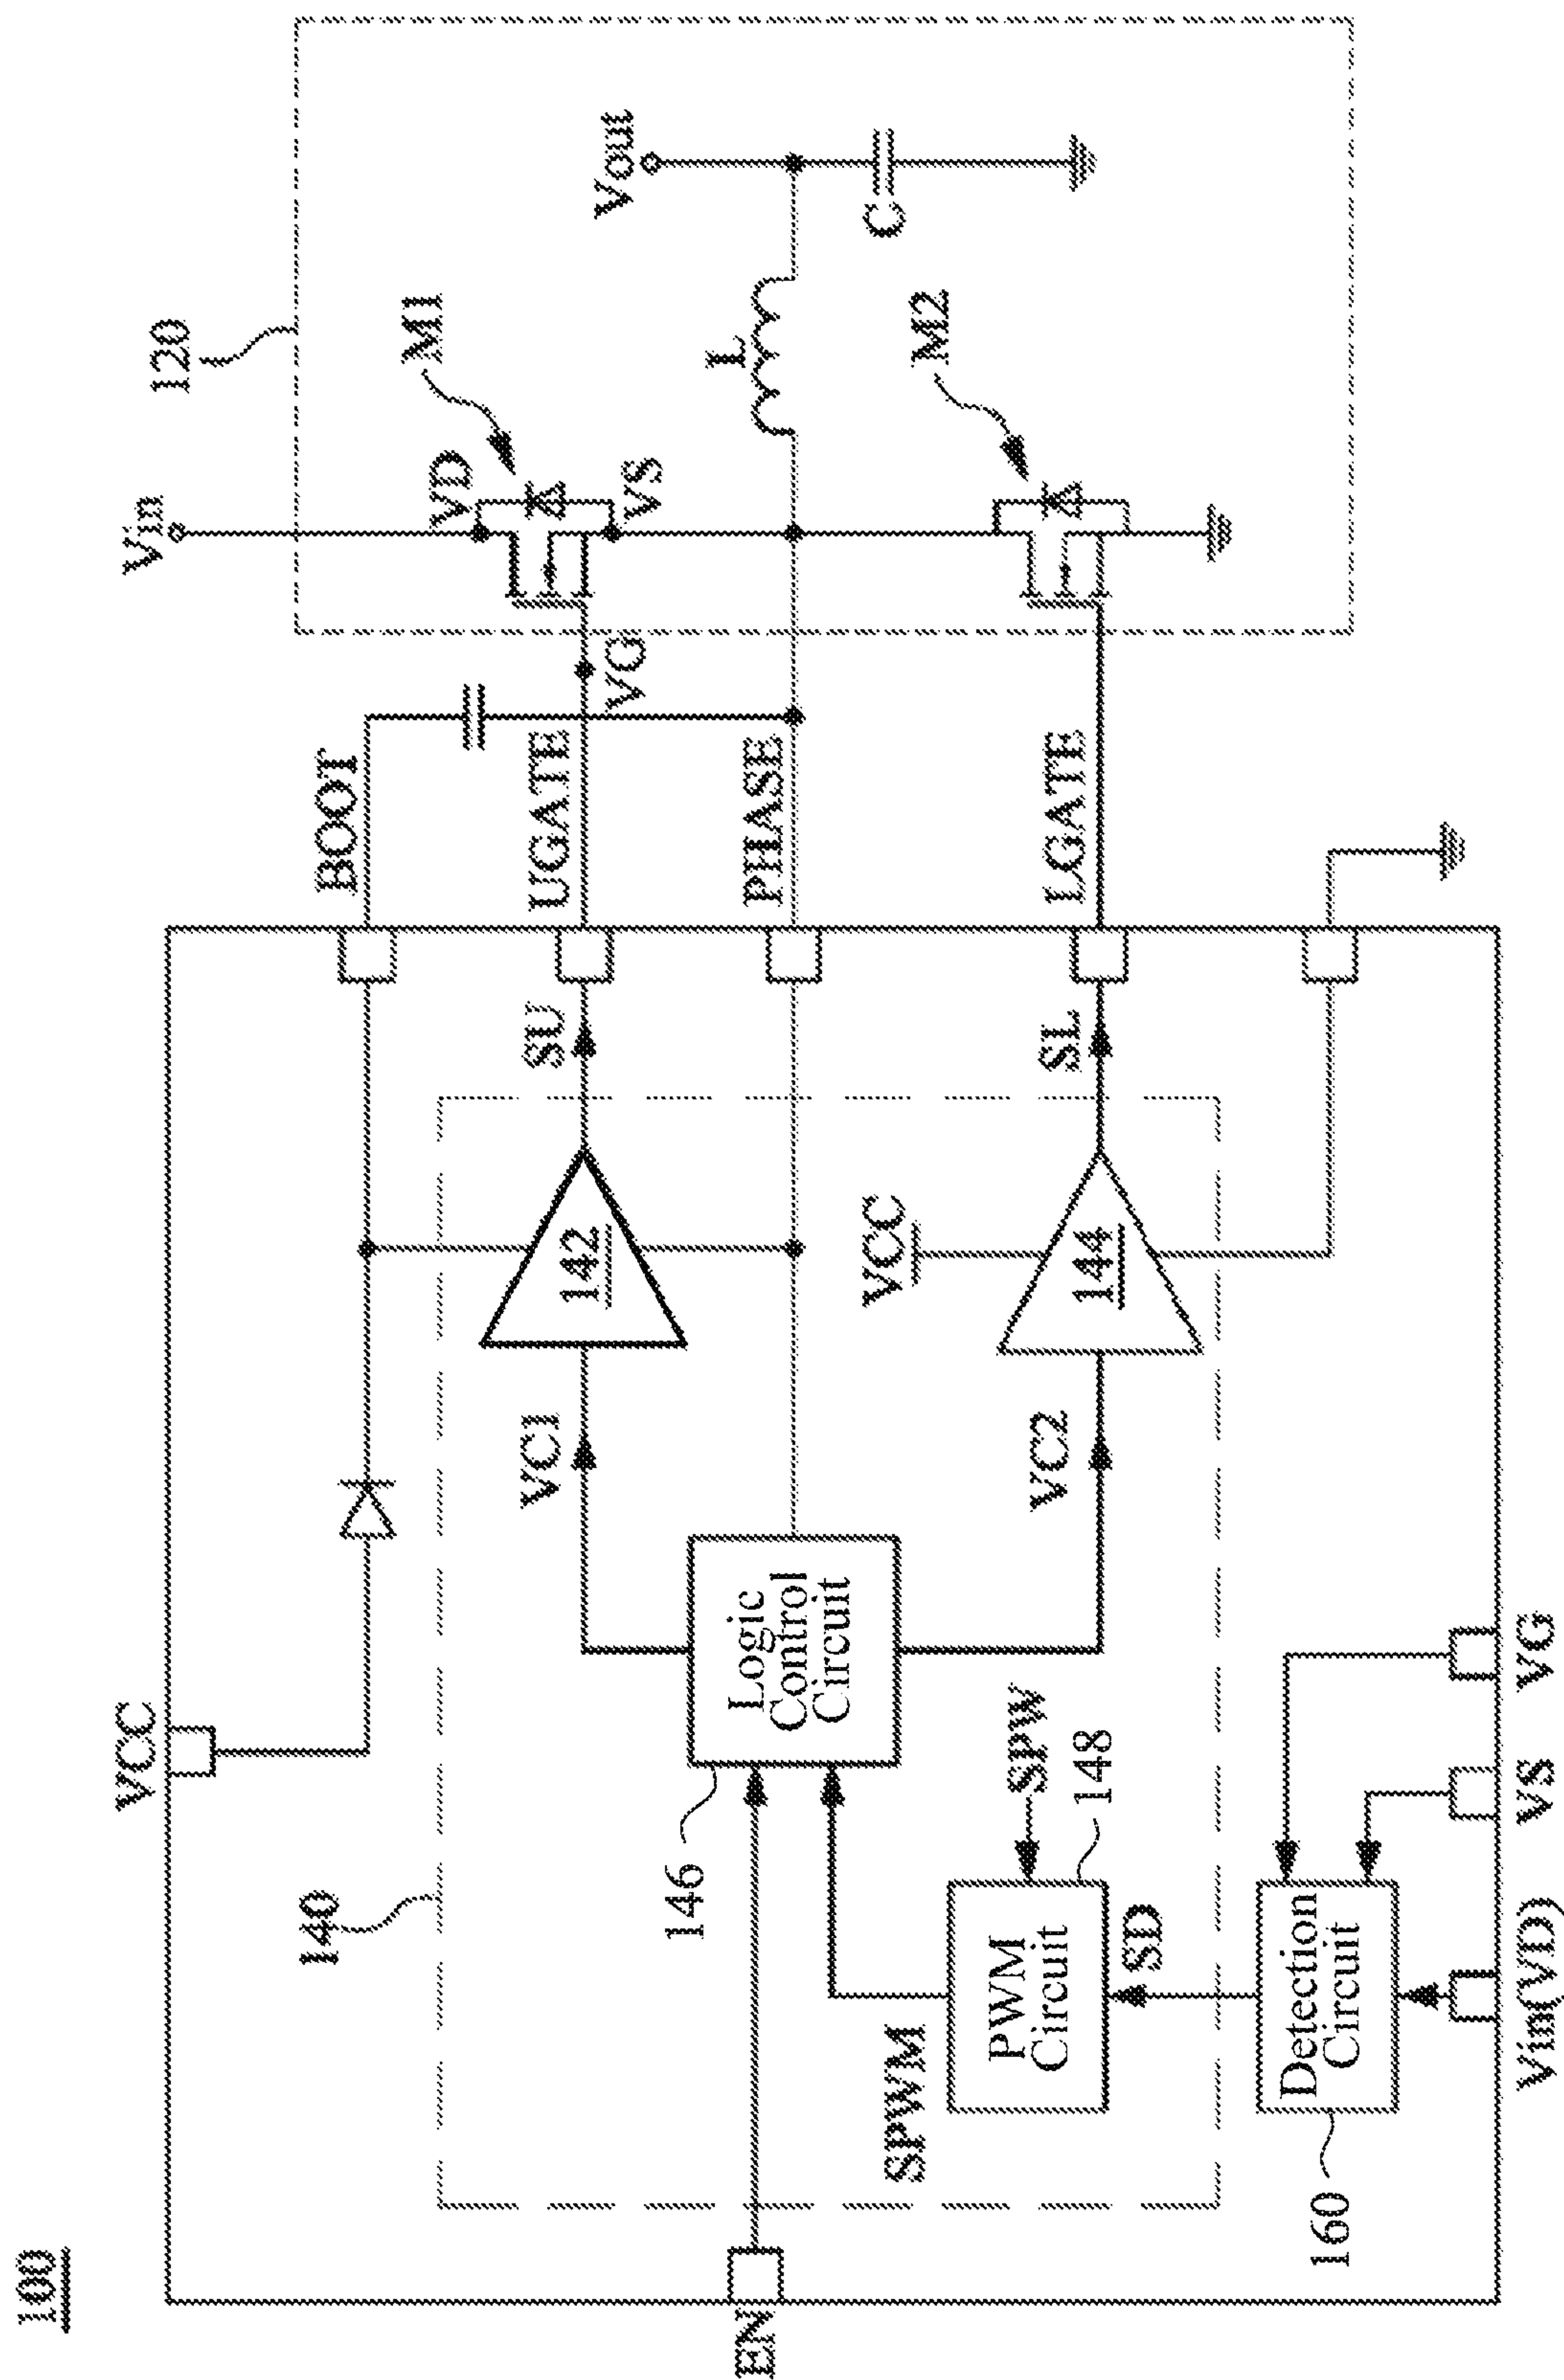 100
VCC
BOOT
Vin
120
140
VC1
SU
UGATE
VG
VD
M1
VS
142
Vout
EN
146
Logic
Control
Circuit
PHASE
L
C
SPWM
SPW
VCC
148
PWM
Circuit
VC2
SL
LGATE
M2
144
SD
160
Detection
Circuit
Vin(VD)
VS
VG